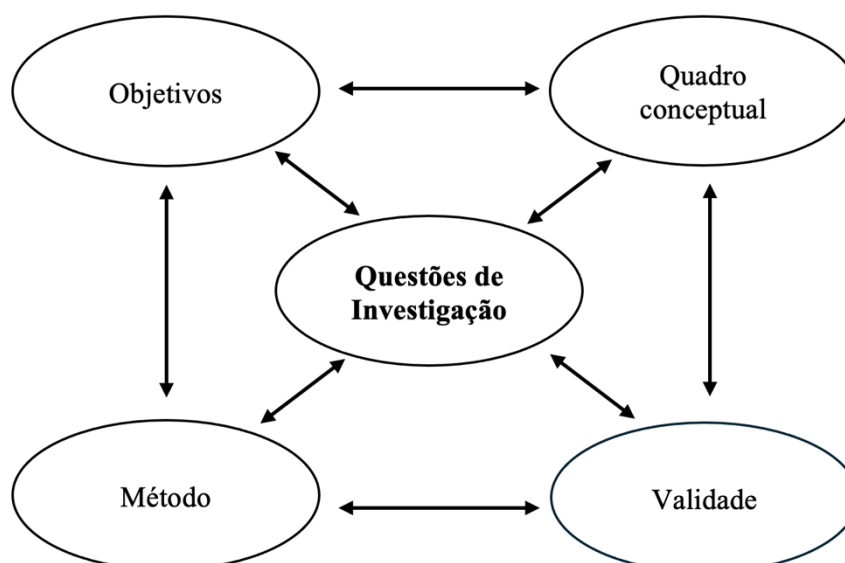 Objetivos
Quadro
conceptual
Questões de
Investigação
Método
Validade